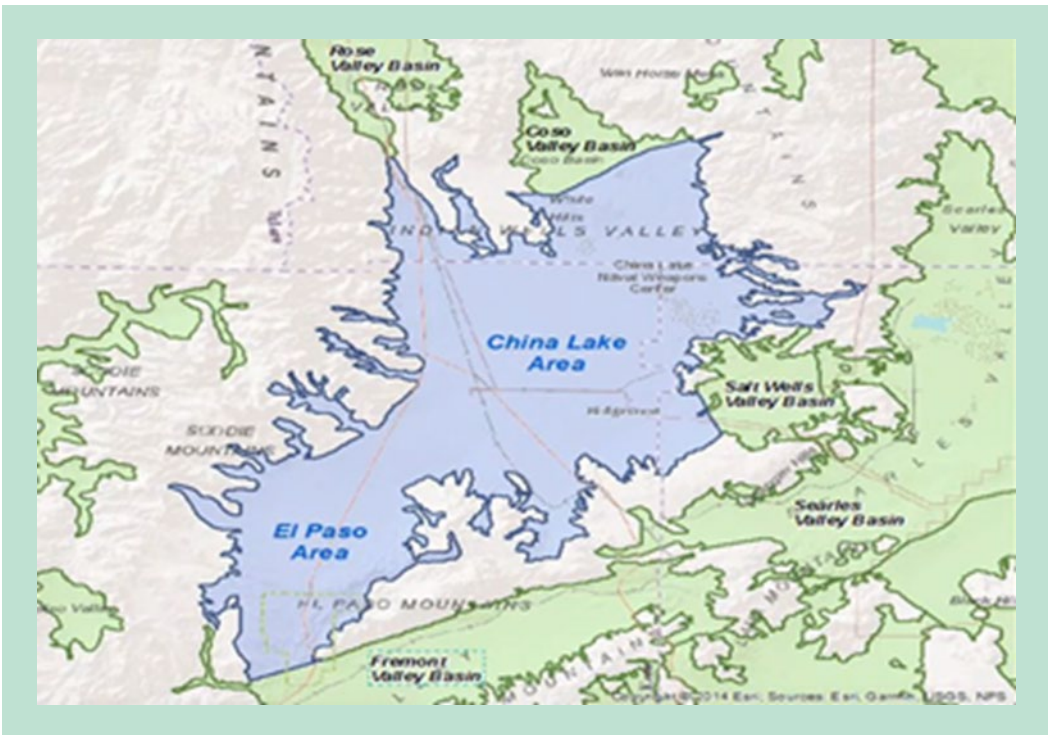 Rose
Valley Basin
Coso
Valley Basin
Coso Basin
White
Hills
INDIAN WELLS VALLEY
China Lake
Naval Weapons
Center
Searles
Valley
China Lake
Area
Salt Wells
Valley Basin
Ridgecrest
MOUNTAINS
MOUNTAINS
Searles
Valley Basin
El Paso
Area
EL PASO MOUNTAINS
Fremont
Valley Basin
Copyright © 2014 Esri; Sources: Esri, Garmin, USGS, NPS